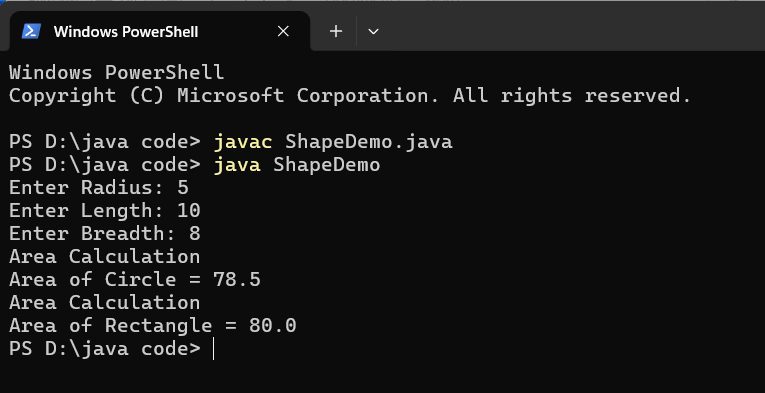 Windows PowerShell
Windows PowerShell
Copyright (C) Microsoft Corporation. All rights reserved.
PS D:\java code> javac ShapeDemo.java
PS D:\java code> java ShapeDemo
Enter Radius: 5
Enter Length: 10
Enter Breadth: 8
Area Calculation
Area of Circle = 78.5
Area Calculation
Area of Rectangle = 80.0
PS D:\java code>